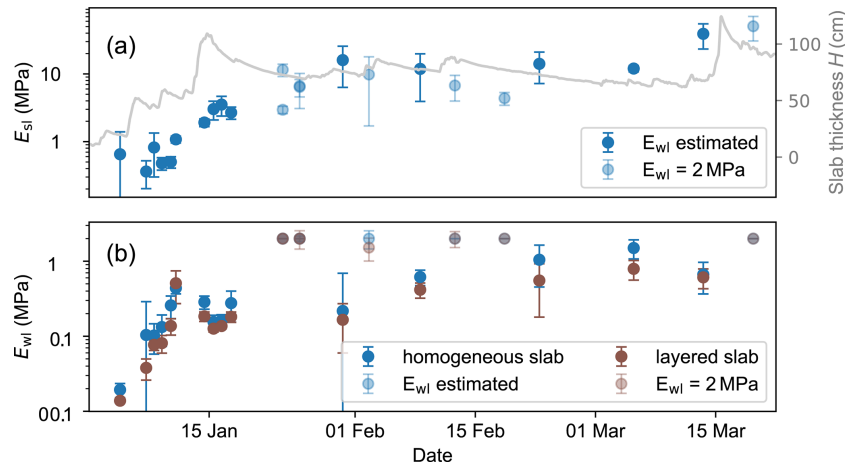 (a)
10
1
E_sl (MPa)
100
50
0
Slab thickness H (cm)
E_wl estimated
E_wl = 2 MPa
(b)
1
0.1
00.1
E_wl (MPa)
homogeneous slab
layered slab
E_wl estimated
E_wl = 2 MPa
15 Jan
01 Feb
15 Feb
01 Mar
15 Mar
Date